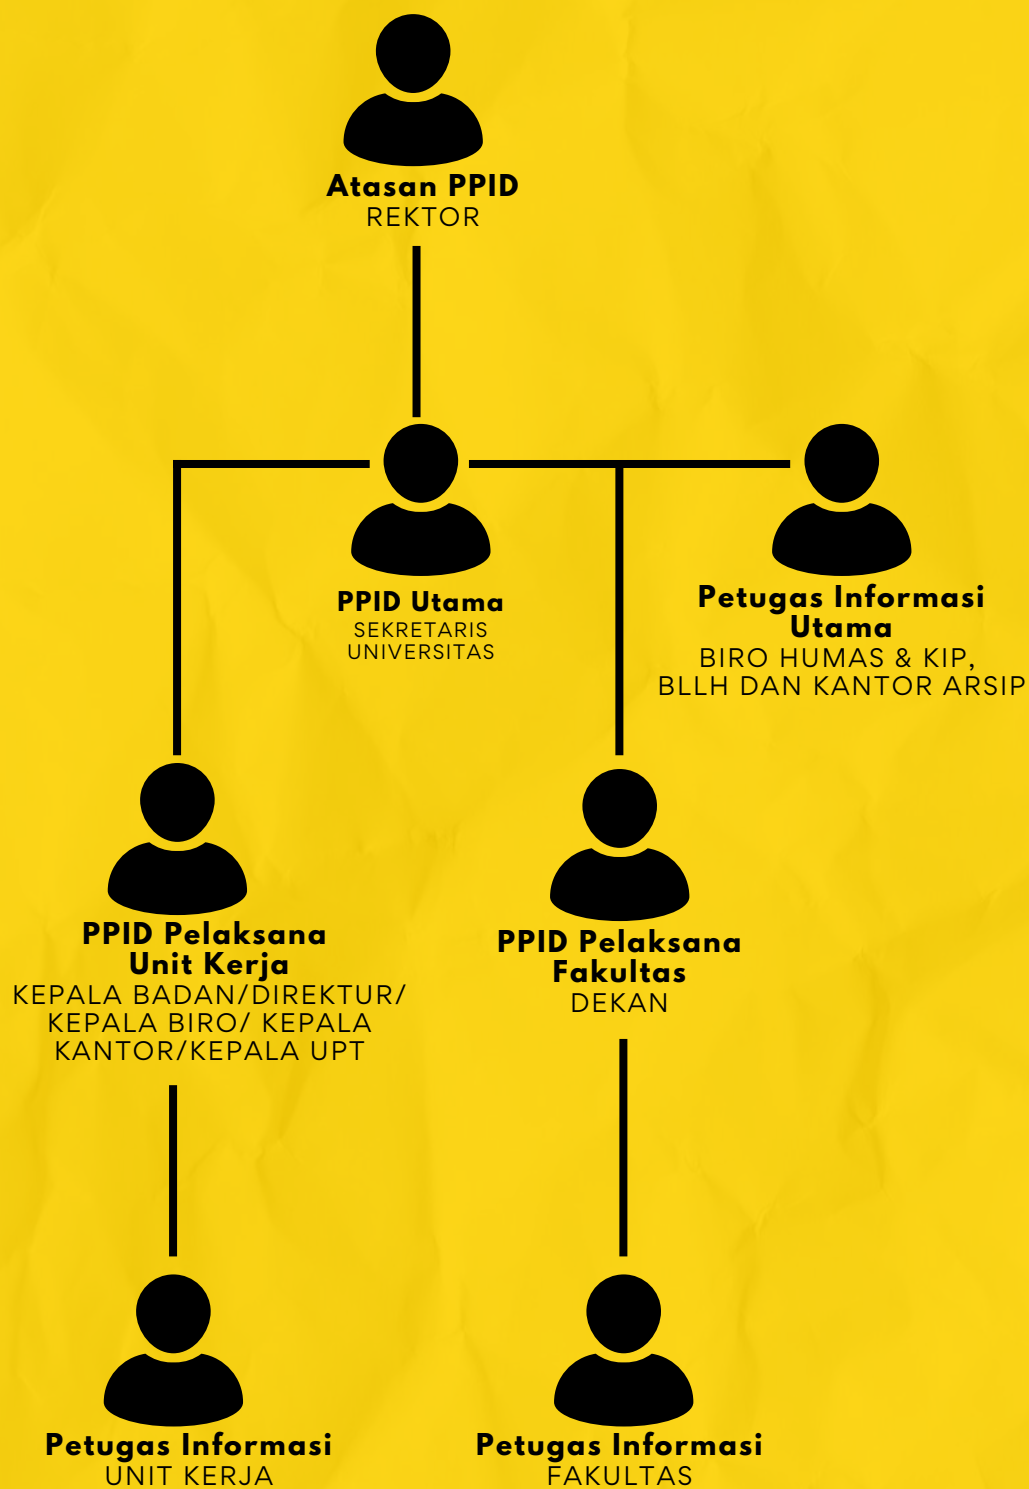 Atasan PPID
REKTOR
PPID Utama
SEKRETARIS
UNIVERSITAS
Petugas Informasi
Utama
BIRO HUMAS & KIP,
BLLH DAN KANTOR ARSIP
PPID Pelaksana
Unit Kerja
KEPALA BADAN/DIREKTUR/
KEPALA BIRO/ KEPALA
KANTOR/KEPALA UPT
PPID Pelaksana
Fakultas
DEKAN
Petugas Informasi
UNIT KERJA
Petugas Informasi
FAKULTAS